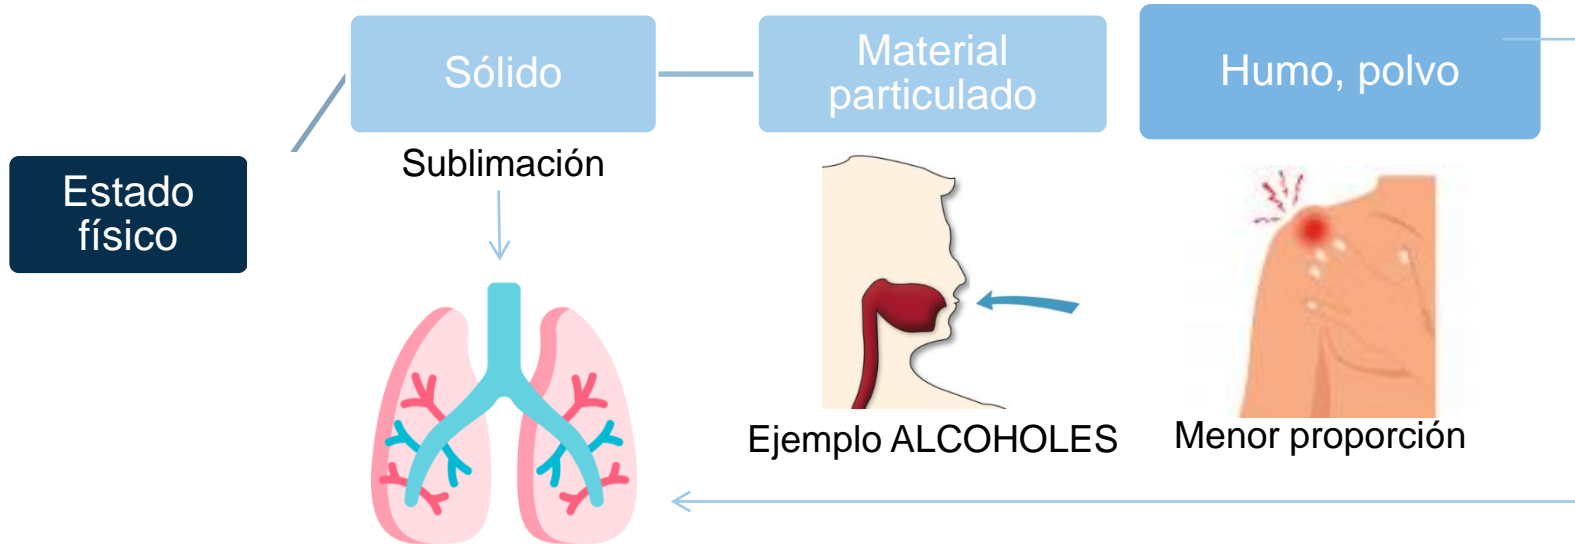 Estado
físico
Sólido
Material
particulado
Humo, polvo
Sublimación
Ejemplo ALCOHOLES
Menor proporción